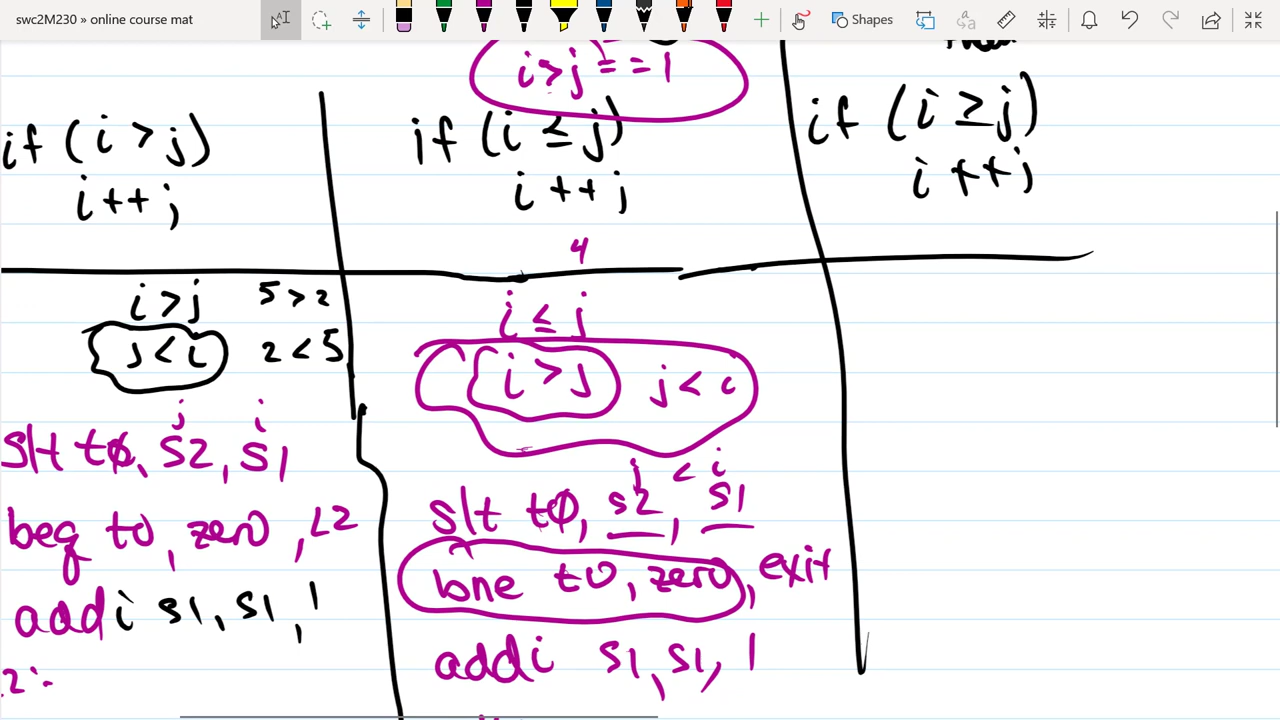 swc2M230 » online course mat
Shapes
i>j == 1
if (i > j)
i++;
if (i ≤ j)
i++j
if (i ≥ j)
i++j
i > j 5 > 2
j < i 2 < 5
j i
slt t0, s2, s1
beq t0, zero, L2
addi s1, s1, 1
L2:
4
i ≤ j
i > j j < i
j < i
slt t0, s2, s1
bne t0, zero, exit
addi s1, s1, 1